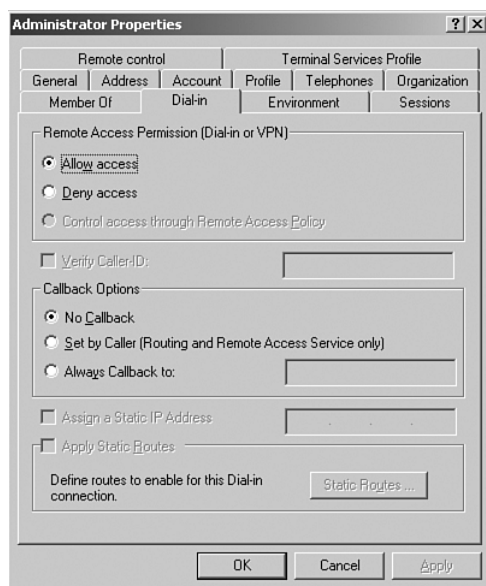 Administrator Properties
Remote control Terminal Services Profile
General Address Account Profile Telephones Organization
Member Of Dial-in Environment Sessions
Remote Access Permission (Dial-in or VPN)
Allow access
Deny access
Control access through Remote Access Policy
Verify Caller-ID:
Callback Options
No Callback
Set by Caller (Routing and Remote Access Service only)
Always Callback to:
Assign a Static IP Address
Apply Static Routes
Define routes to enable for this Dial-in
connection.
Static Routes ...
OK Cancel Apply